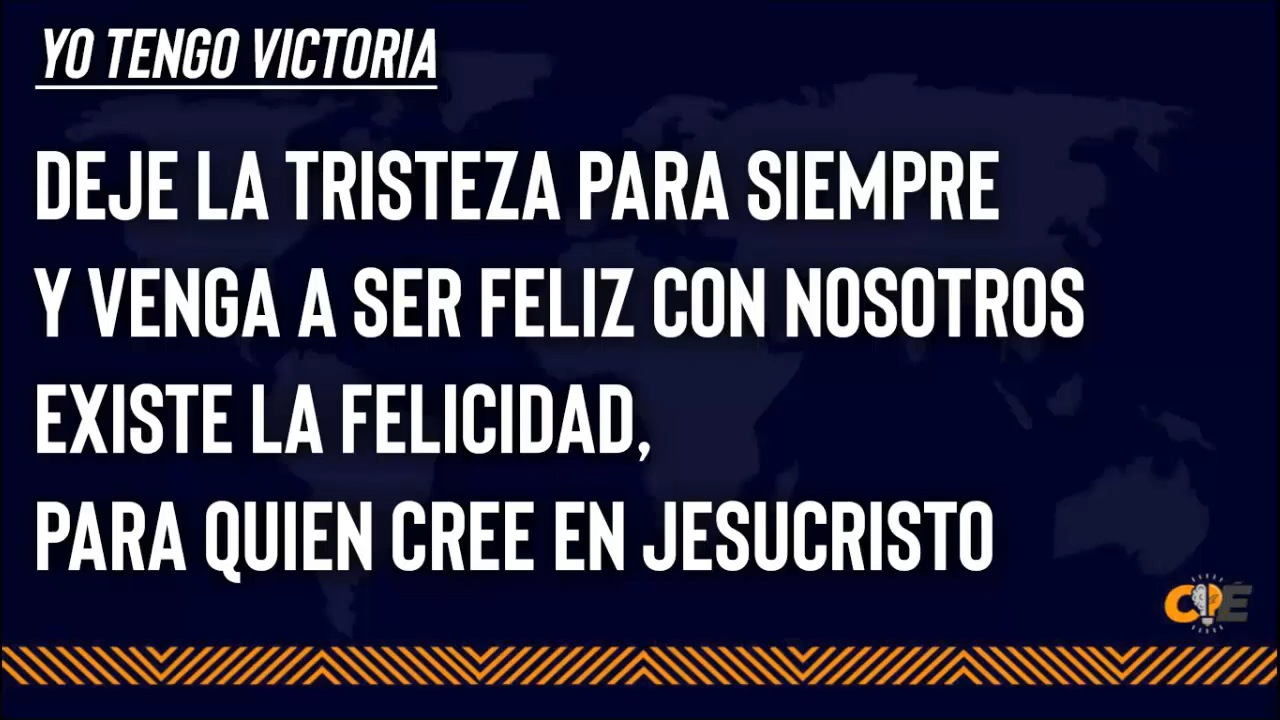 YO TENGO VICTORIA
DEJE LA TRISTEZA PARA SIEMPRE
Y VENGA A SER FELIZ CON NOSOTROS
EXISTE LA FELICIDAD,
PARA QUIEN CREE EN JESUCRISTO